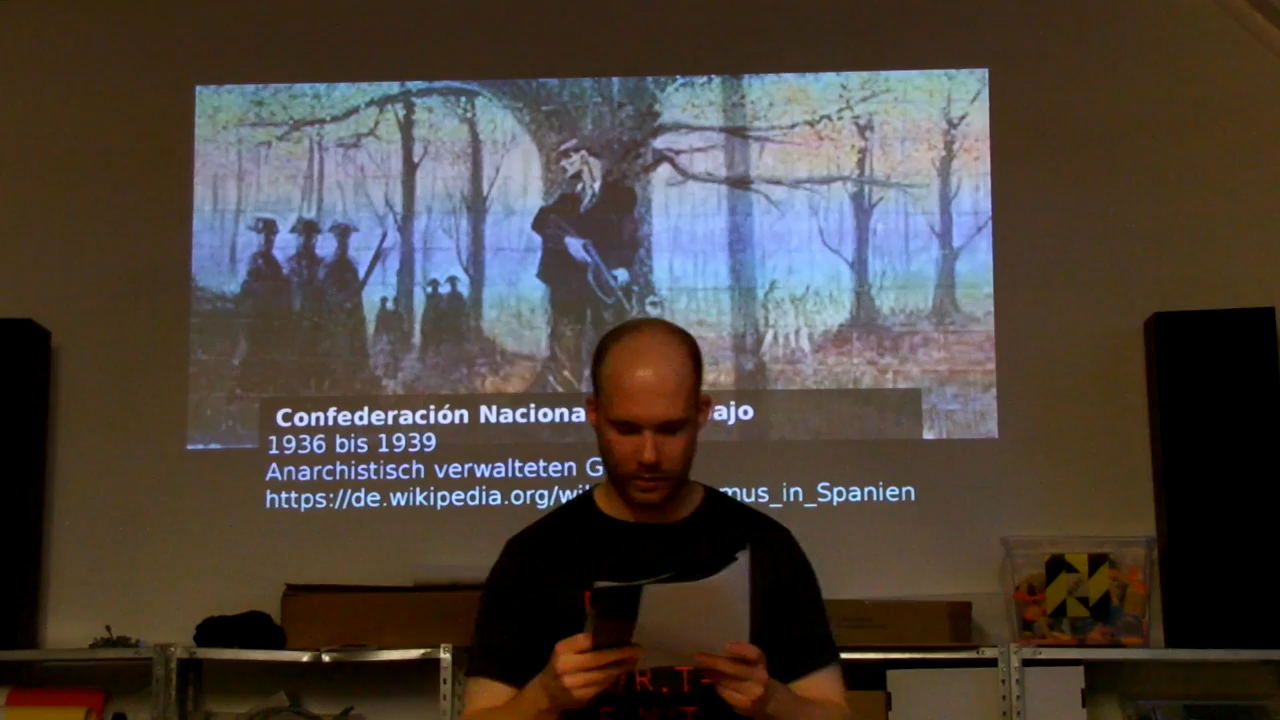 Confederación Naciona ajo
1936 bis 1939
Anarchistisch verwalteten G
https://de.wikipedia.org/wi mus_in_Spanien